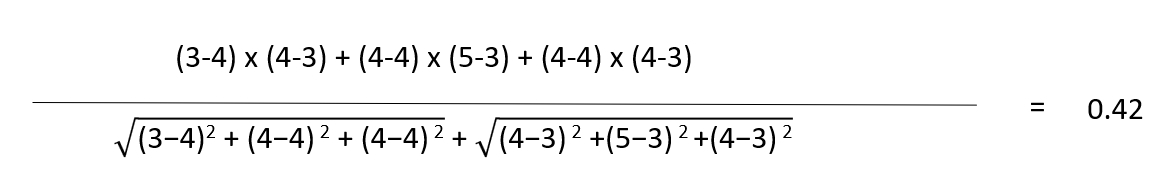 (3-4) x (4-3) + (4-4) x (5-3) + (4-4) x (4-3)
= 0.42
√(3−4)² + (4−4)² + (4−4)² + √(4−3)² +(5−3)² +(4−3)²